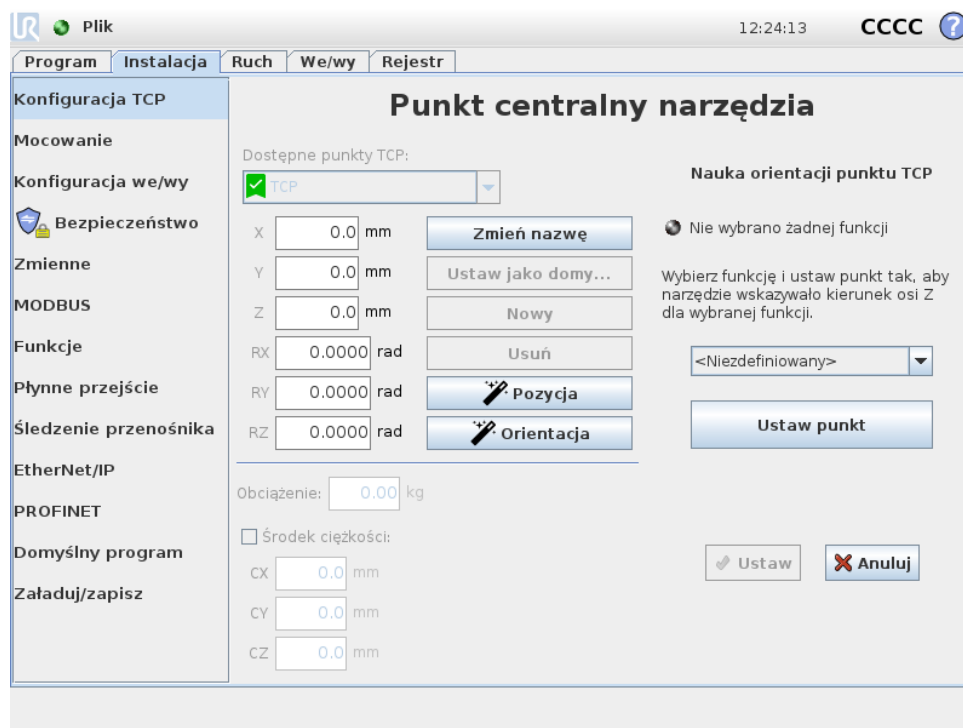 UR Plik 12:24:13 CCCC ?
Program Instalacja Ruch We/wy Rejestr
Konfiguracja TCP
Mocowanie
Konfiguracja we/wy
Bezpieczeństwo
Zmienne
MODBUS
Funkcje
Płynne przejście
Śledzenie przenośnika
EtherNet/IP
PROFINET
Domyślny program
Załaduj/zapisz
Punkt centralny narzędzia
Dostępne punkty TCP:
TCP
X 0.0 mm Zmień nazwę
Y 0.0 mm Ustaw jako domy...
Z 0.0 mm Nowy
RX 0.0000 rad Usuń
RY 0.0000 rad Pozycja
RZ 0.0000 rad Orientacja
Obciążenie: 0.00 kg
Środek ciężkości:
CX 0.0 mm
CY 0.0 mm
CZ 0.0 mm
Nauka orientacji punktu TCP
Nie wybrano żadnej funkcji
Wybierz funkcję i ustaw punkt tak, aby
narzędzie wskazywało kierunek osi Z
dla wybranej funkcji.
<Niezdefiniowany>
Ustaw punkt
Ustaw Anuluj